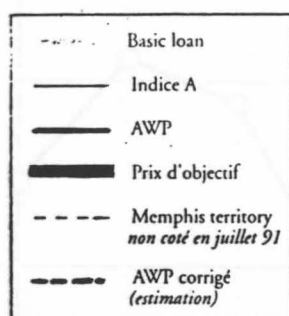 Basic loan
Indice A
AWP
Prix d'objectif
Memphis territory
non coté en juillet 91
AWP corrigé
(estimation)